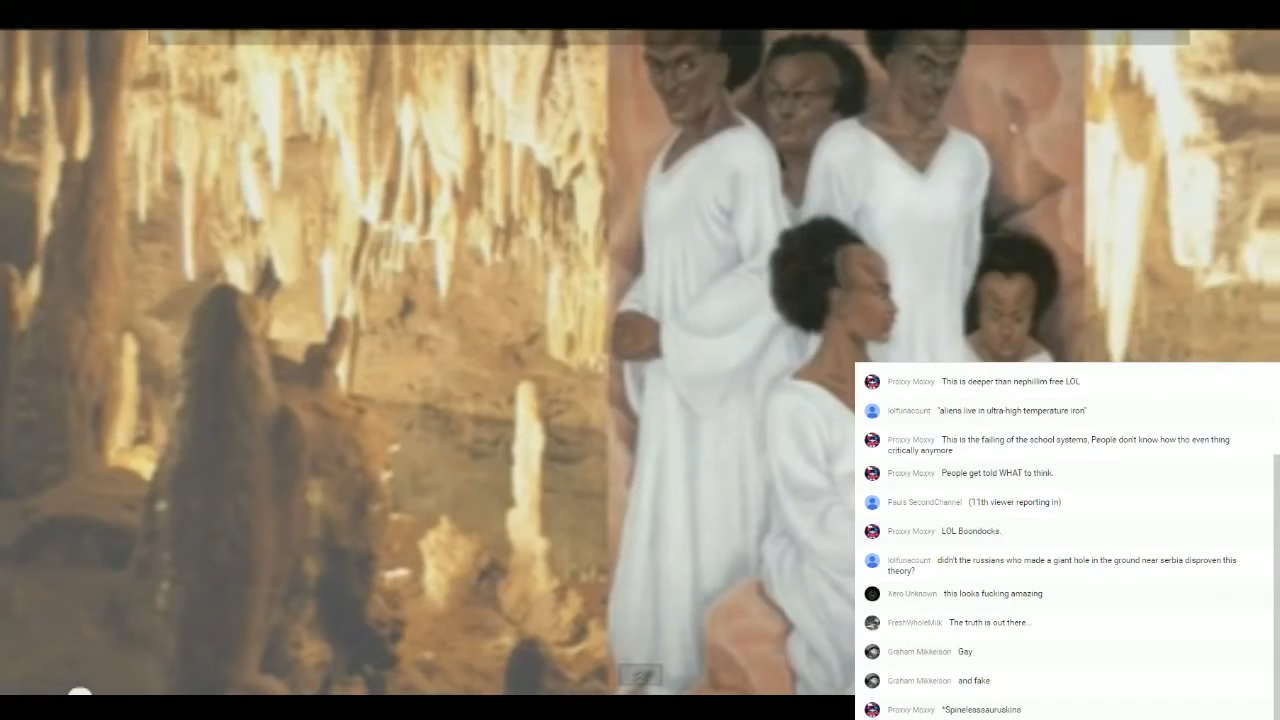 Proxxy Moxxy This is deeper than nephillim free LOL
lolfunacount "aliens live in ultra-high temperature iron"
Proxxy Moxxy This is the failing of the school systems, People don't know how tho even thing
critically anymore
Proxxy Moxxy People get told WHAT to think.
Pauls SecondChannel (11th viewer reporting in)
Proxxy Moxxy LOL Boondocks.
lolfunacount didn't the russians who made a giant hole in the ground near serbia disproven this
theory?
Xero Unknown this looks fucking amazing
FreshWholeMilk The truth is out there...
Graham Mikkelson Gay
Graham Mikkelson and fake
Proxxy Moxxy *Spineleassauruskins